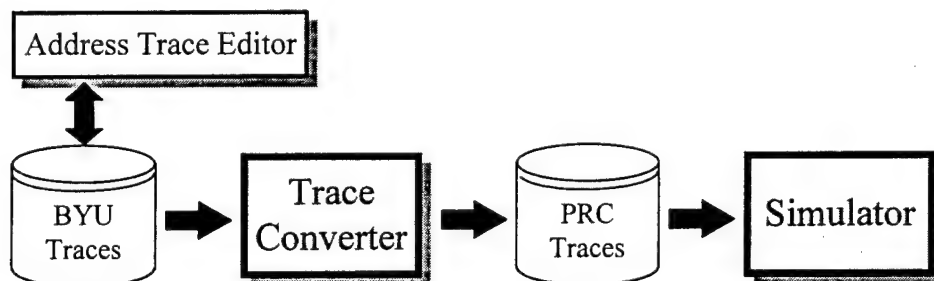 Address Trace Editor
BYU
Traces
Trace
Converter
PRC
Traces
Simulator